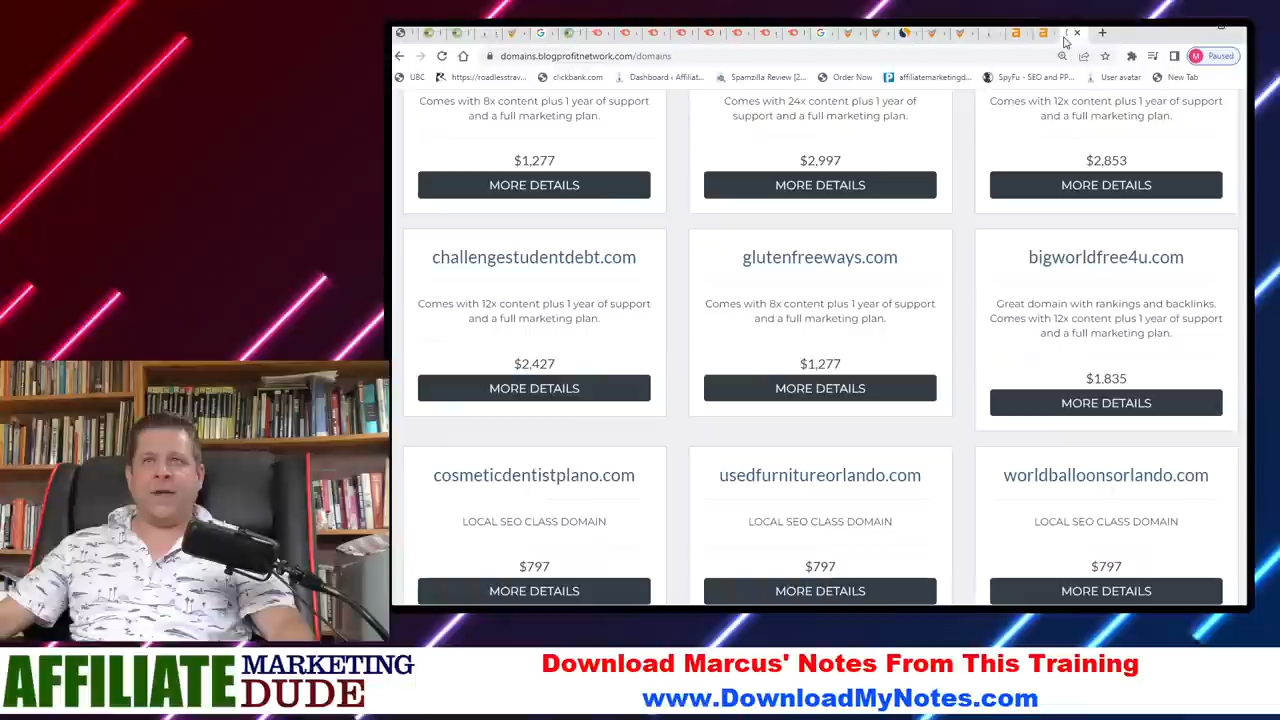 domains.blogprofitnetwork.com/domains
Paused
UBC
https://roadlesstrav...
clickbank.com
Dashboard ‹ Affiliat...
Spamzilla Review [2...
Order Now
affiliatemarketingd...
SpyFu - SEO and PP...
User avatar
New Tab
Comes with 8x content plus 1 year of support
and a full marketing plan.
$1,277
MORE DETAILS
Comes with 24x content plus 1 year of
support and a full marketing plan.
$2,997
MORE DETAILS
Comes with 12x content plus 1 year of support
and a full marketing plan.
$2,853
MORE DETAILS
challengestudentdebt.com
Comes with 12x content plus 1 year of support
and a full marketing plan.
$2,427
MORE DETAILS
glutenfreeways.com
Comes with 8x content plus 1 year of support
and a full marketing plan.
$1,277
MORE DETAILS
bigworldfree4u.com
Great domain with rankings and backlinks.
Comes with 12x content plus 1 year of support
and a full marketing plan.
$1,835
MORE DETAILS
cosmeticdentistplano.com
LOCAL SEO CLASS DOMAIN
$797
MORE DETAILS
usedfurnitureorlando.com
LOCAL SEO CLASS DOMAIN
$797
MORE DETAILS
worldballoonsorlando.com
LOCAL SEO CLASS DOMAIN
$797
MORE DETAILS
AFFILIATE MARKETING
DUDE
Download Marcus' Notes From This Training
www.DownloadMyNotes.com